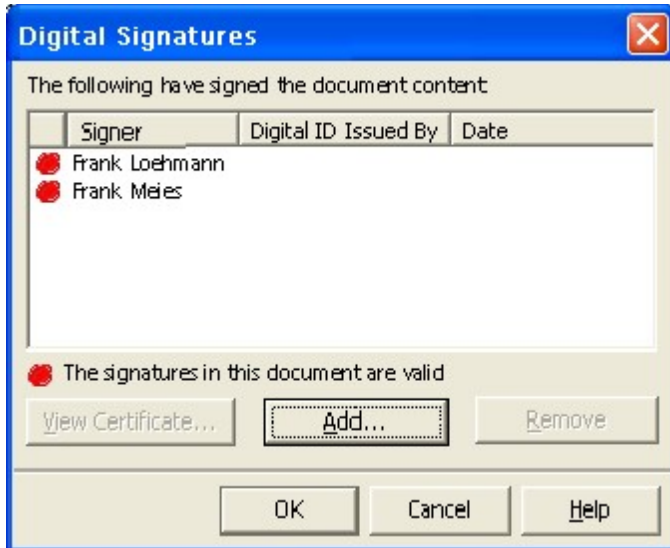 Digital Signatures
The following have signed the document content
Signer Digital ID Issued By Date
Frank Loehmann
Frank Meies
The signatures in this document are valid
View Certificate... Add... Remove
OK Cancel Help